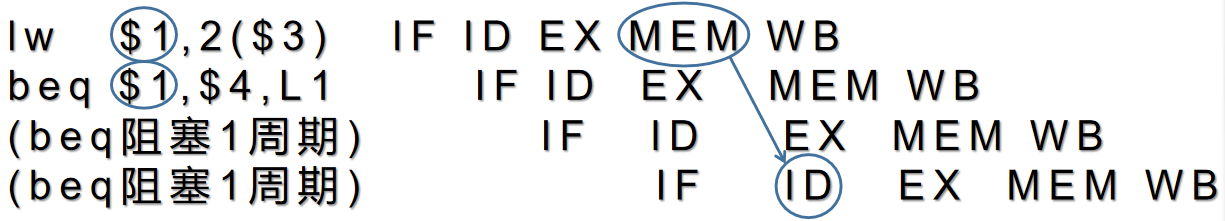 lw $1,2($3) IF ID EX MEM WB
beq $1,$4,L1 IF ID EX MEM WB
(beq阻塞1周期) IF ID EX MEM WB
(beq阻塞1周期) IF ID EX MEM WB